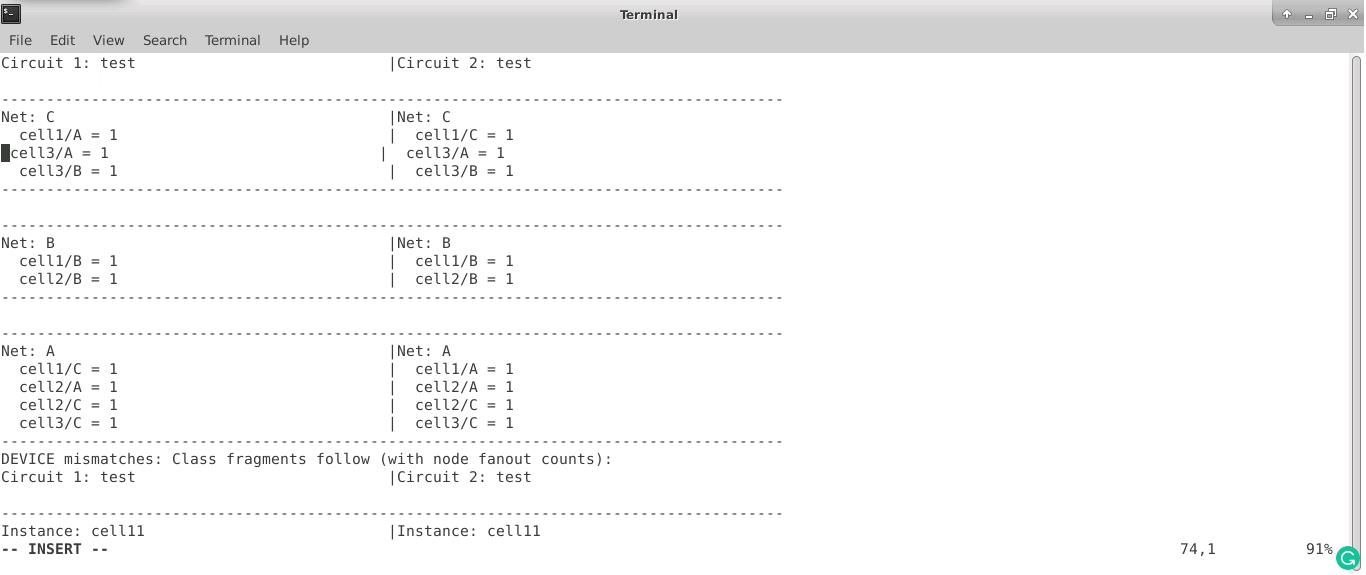 Terminal
File Edit View Search Terminal Help
Circuit 1: test                            |Circuit 2: test
---------------------------------------------------------------------------------------
Net: C                                     |Net: C
  cell1/A = 1                              |  cell1/C = 1
 cell3/A = 1                              |  cell3/A = 1
  cell3/B = 1                              |  cell3/B = 1
---------------------------------------------------------------------------------------
---------------------------------------------------------------------------------------
Net: B                                     |Net: B
  cell1/B = 1                              |  cell1/B = 1
  cell2/B = 1                              |  cell2/B = 1
---------------------------------------------------------------------------------------
---------------------------------------------------------------------------------------
Net: A                                     |Net: A
  cell1/C = 1                              |  cell1/A = 1
  cell2/A = 1                              |  cell2/A = 1
  cell2/C = 1                              |  cell2/C = 1
  cell3/C = 1                              |  cell3/C = 1
---------------------------------------------------------------------------------------
DEVICE mismatches: Class fragments follow (with node fanout counts):
Circuit 1: test                            |Circuit 2: test
---------------------------------------------------------------------------------------
Instance: cell11                           |Instance: cell11
-- INSERT -- 74,1 91%